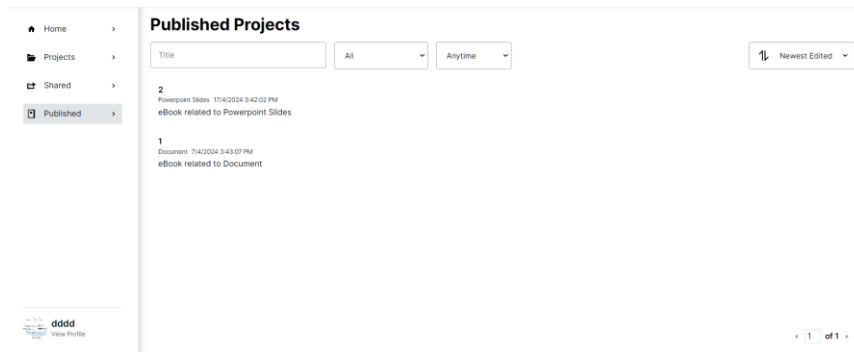 Home
Projects
Shared
Published
dddd
View Profile
Published Projects
Title
All
Anytime
Newest Edited
2
Powerpoint Slides 17/4/2024 3:42:02 PM
eBook related to Powerpoint Slides
1
Document 7/4/2024 3:43:07 PM
eBook related to Document
1 of 1